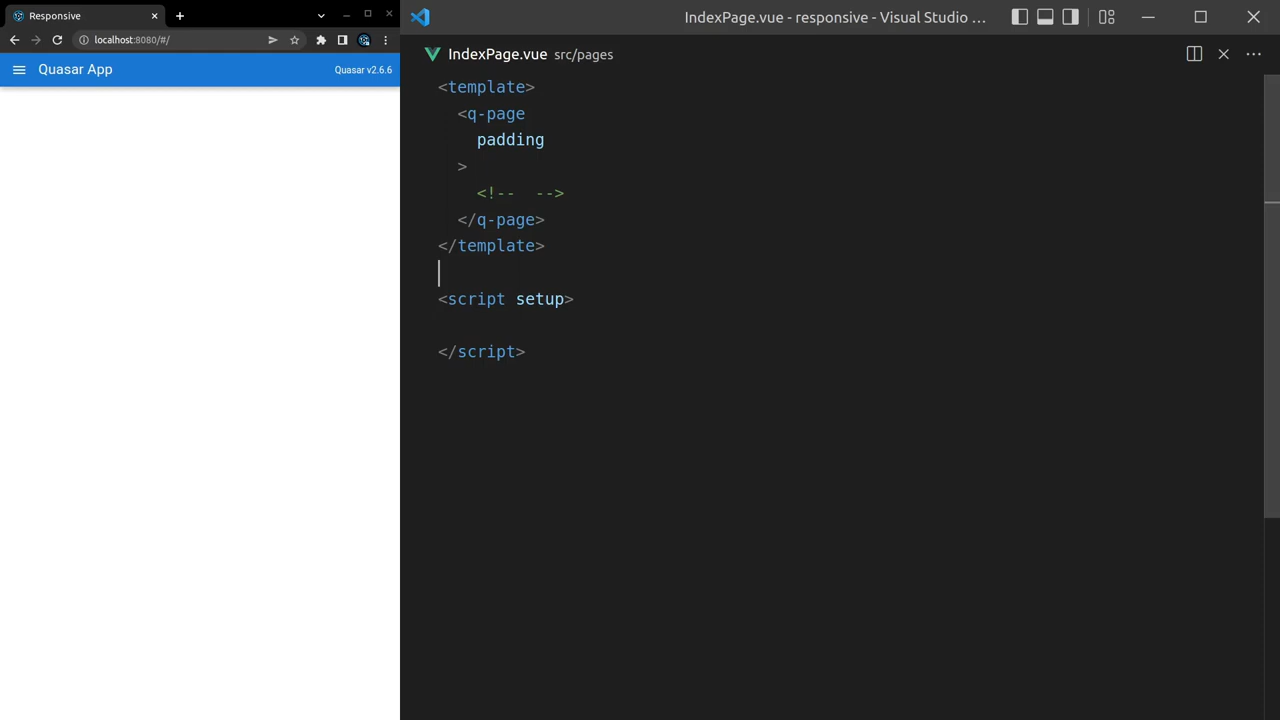 Responsive
localhost:8080/#/
Quasar App
Quasar v2.6.6
IndexPage.vue - responsive - Visual Studio ...
IndexPage.vue src/pages
<template>
  <q-page
    padding
  >
    <!--  -->
  </q-page>
</template>
<script setup>
</script>